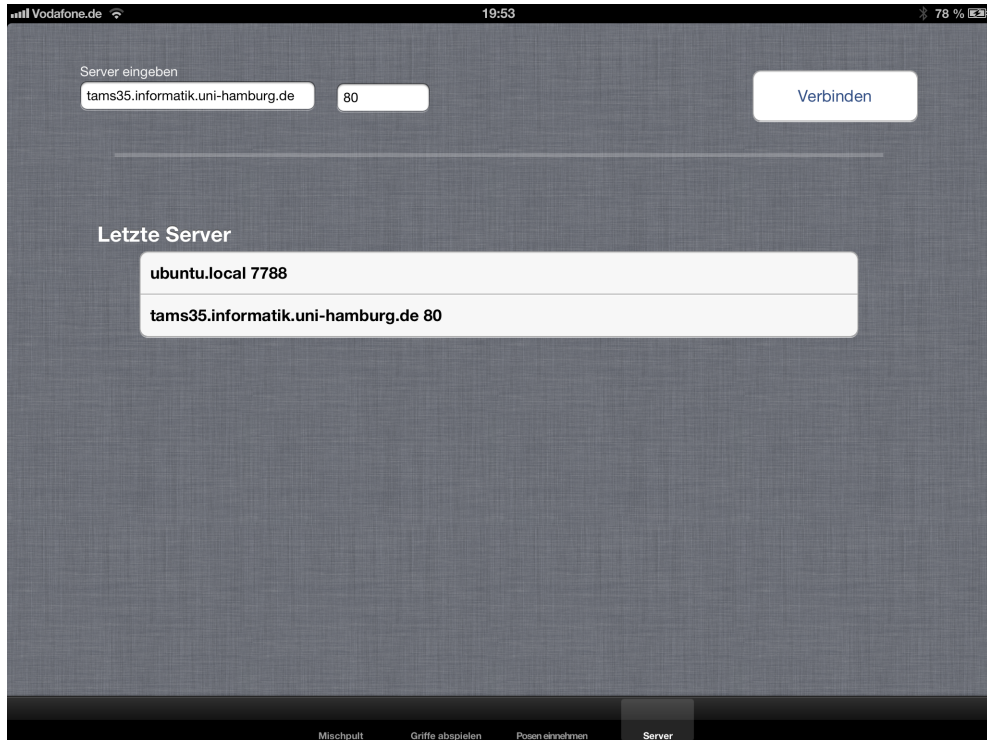 Vodafone.de 19:53 78 %
Server eingeben
tams35.informatik.uni-hamburg.de 80 Verbinden
Letzte Server
ubuntu.local 7788
tams35.informatik.uni-hamburg.de 80
Mischpult Griffe abspielen Posen einnehmen Server